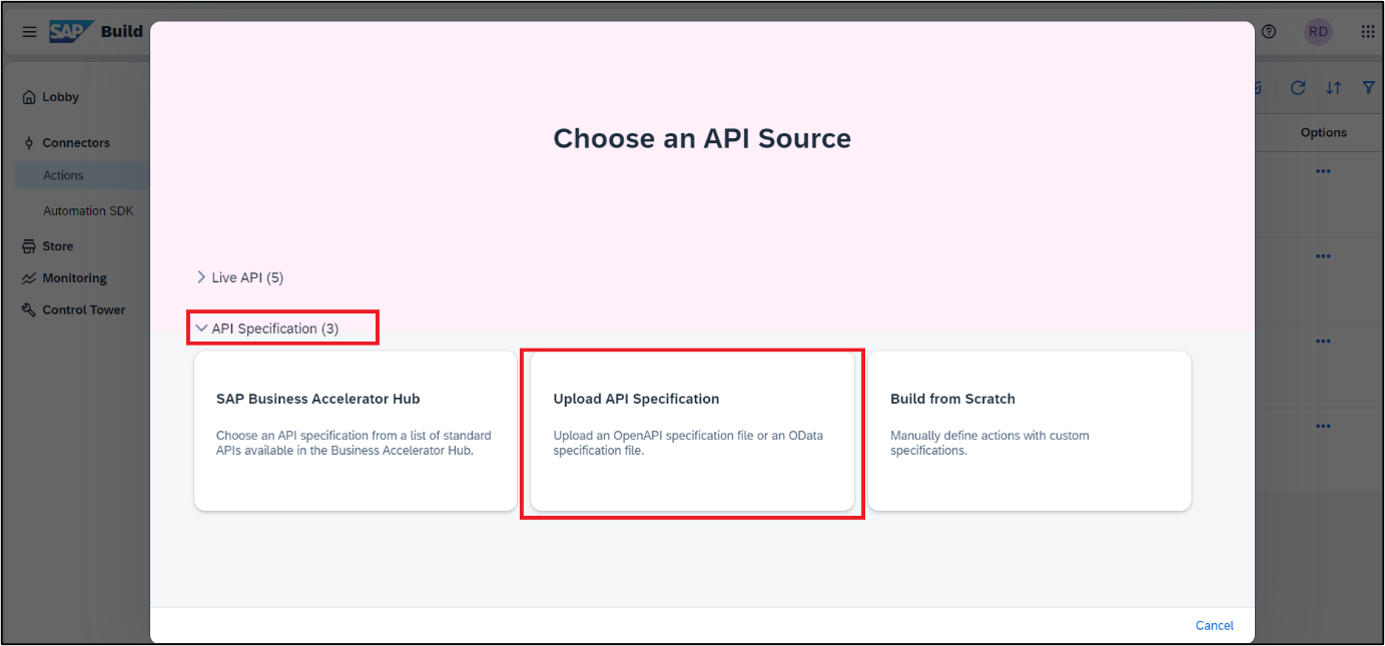 SAP Build
RD
Lobby
Connectors
Actions
Automation SDK
Store
Monitoring
Control Tower
Options
Choose an API Source
Live API (5)
API Specification (3)
SAP Business Accelerator Hub
Choose an API specification from a list of standard
APIs available in the Business Accelerator Hub.
Upload API Specification
Upload an OpenAPI specification file or an OData
specification file.
Build from Scratch
Manually define actions with custom
specifications.
Cancel